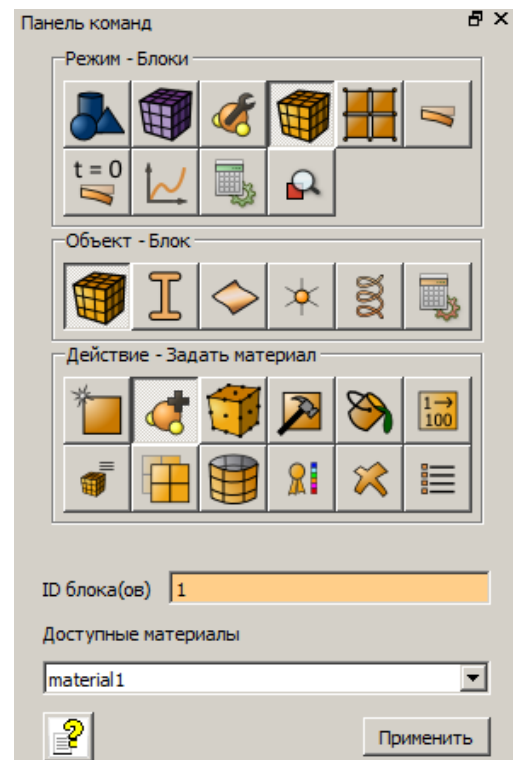 Панель команд
Режим - Блоки
t = 0
Объект - Блок
Действие - Задать материал
1→
100
ID блока(ов) 1
Доступные материалы
material1
Применить